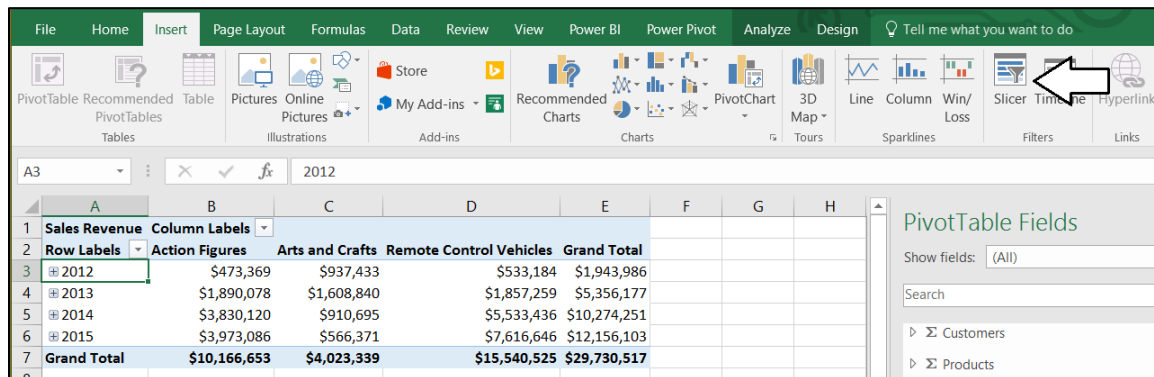 File Home Insert Page Layout Formulas Data Review View Power BI Power Pivot Analyze Design Tell me what you want to do
PivotTable Recommended PivotTables Table
Tables
Pictures Online Pictures
Illustrations
Store
My Add-ins
Add-ins
Recommended Charts
PivotChart
Charts
3D Map
Tours
Line Column Win/Loss
Sparklines
Slicer
Filters
Hyperlink
Links
A3 fx 2012
A B C D E F G H
1 Sales Revenue Column Labels
2 Row Labels Action Figures Arts and Crafts Remote Control Vehicles Grand Total
3 2012 $473,369 $937,433 $533,184 $1,943,986
4 2013 $1,890,078 $1,608,840 $1,857,259 $5,356,177
5 2014 $3,830,120 $910,695 $5,533,436 $10,274,251
6 2015 $3,973,086 $566,371 $7,616,646 $12,156,103
7 Grand Total $10,166,653 $4,023,339 $15,540,525 $29,730,517
PivotTable Fields
Show fields: (All)
Search
Σ Customers
Σ Products